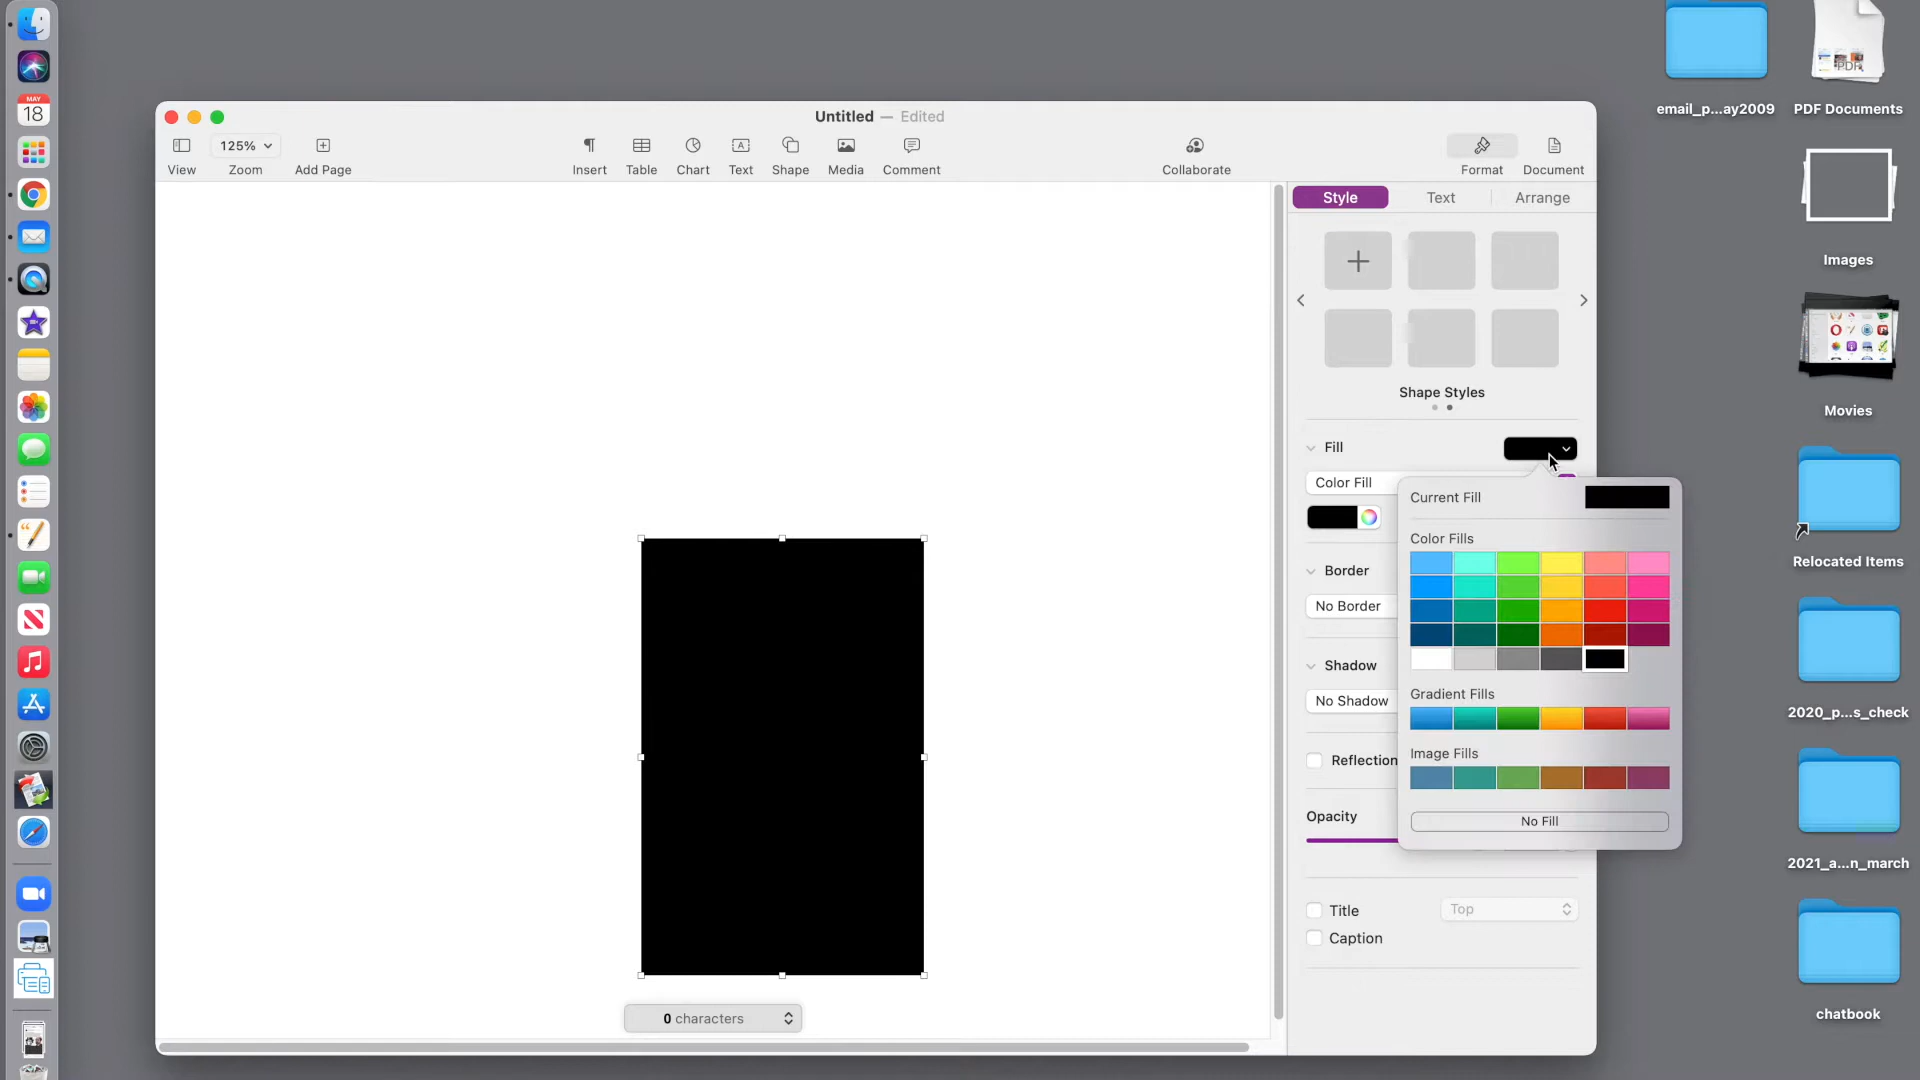 MAY
18
Untitled — Edited
125%
View
Zoom
Add Page
Insert
Table
Chart
Text
Shape
Media
Comment
Collaborate
Format
Document
Style
Text
Arrange
Shape Styles
Fill
Color Fill
Border
No Border
Shadow
No Shadow
Reflection
Opacity
Title
Top
Caption
Current Fill
Color Fills
Gradient Fills
Image Fills
No Fill
0 characters
email_p...ay2009
PDF
PDF Documents
Images
Movies
Relocated Items
2020_p...s_check
2021_a...n_march
chatbook